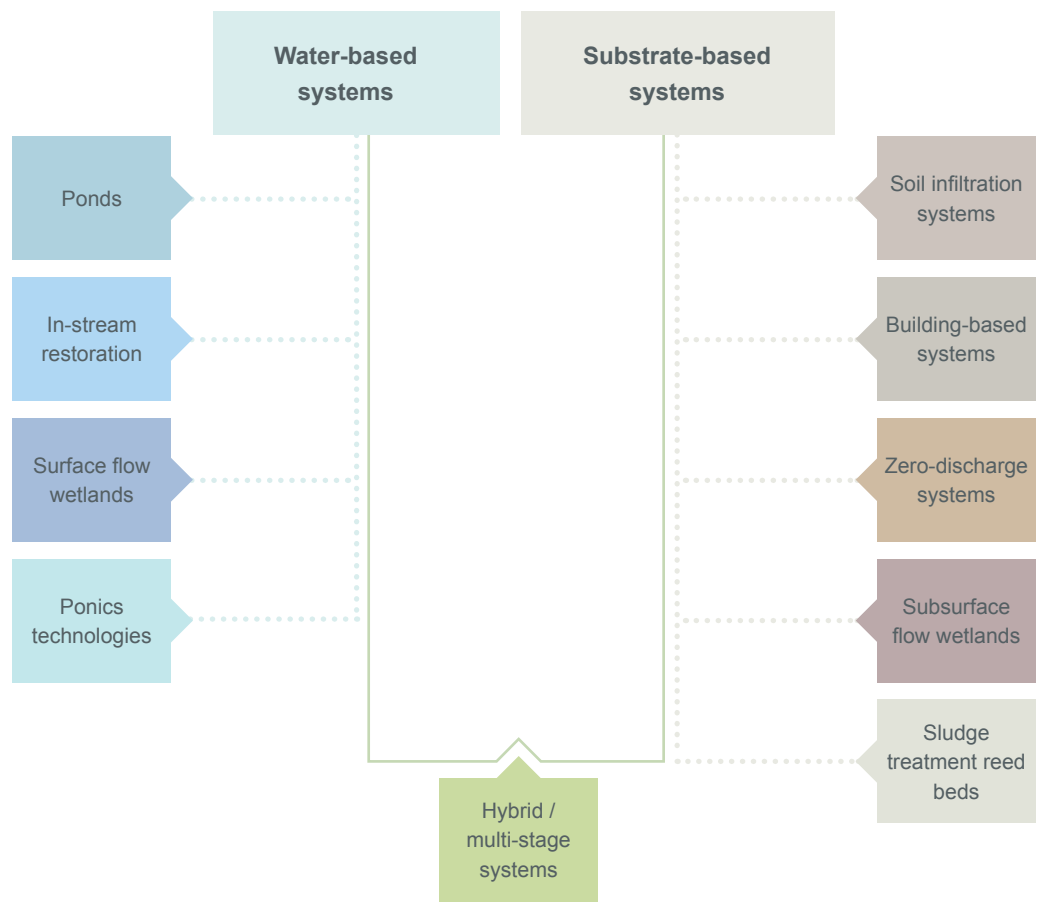 Water-based
systems
Substrate-based
systems
Ponds
In-stream
restoration
Surface flow
wetlands
Ponics
technologies
Soil infiltration
systems
Building-based
systems
Zero-discharge
systems
Subsurface
flow wetlands
Sludge
treatment reed
beds
Hybrid /
multi-stage
systems